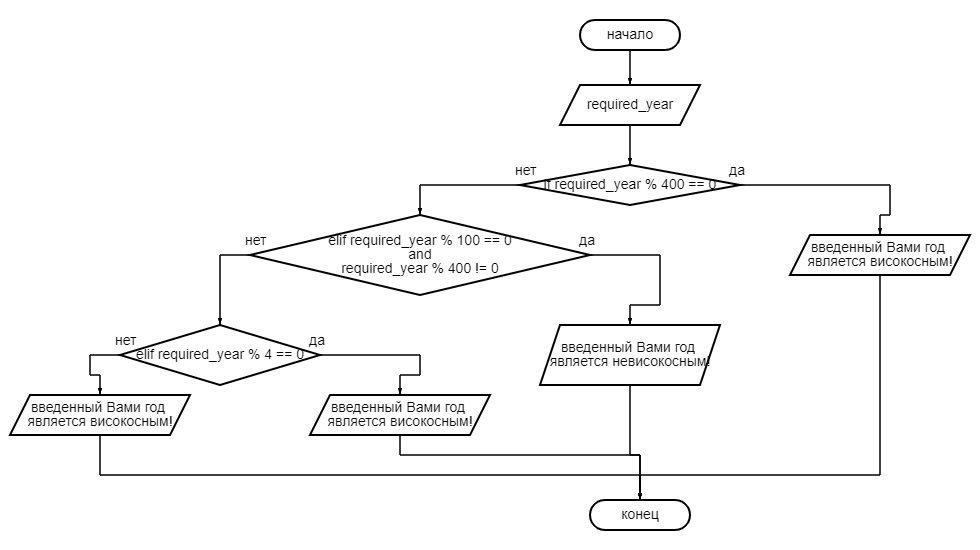 начало
required_year
нет
да
if required_year % 400 == 0
нет
да
elif required_year % 100 == 0
and
required_year % 400 != 0
введенный Вами год
является високосным!
нет
да
elif required_year % 4 == 0
введенный Вами год
является невисокосным!
введенный Вами год
является високосным!
введенный Вами год
является високосным!
конец